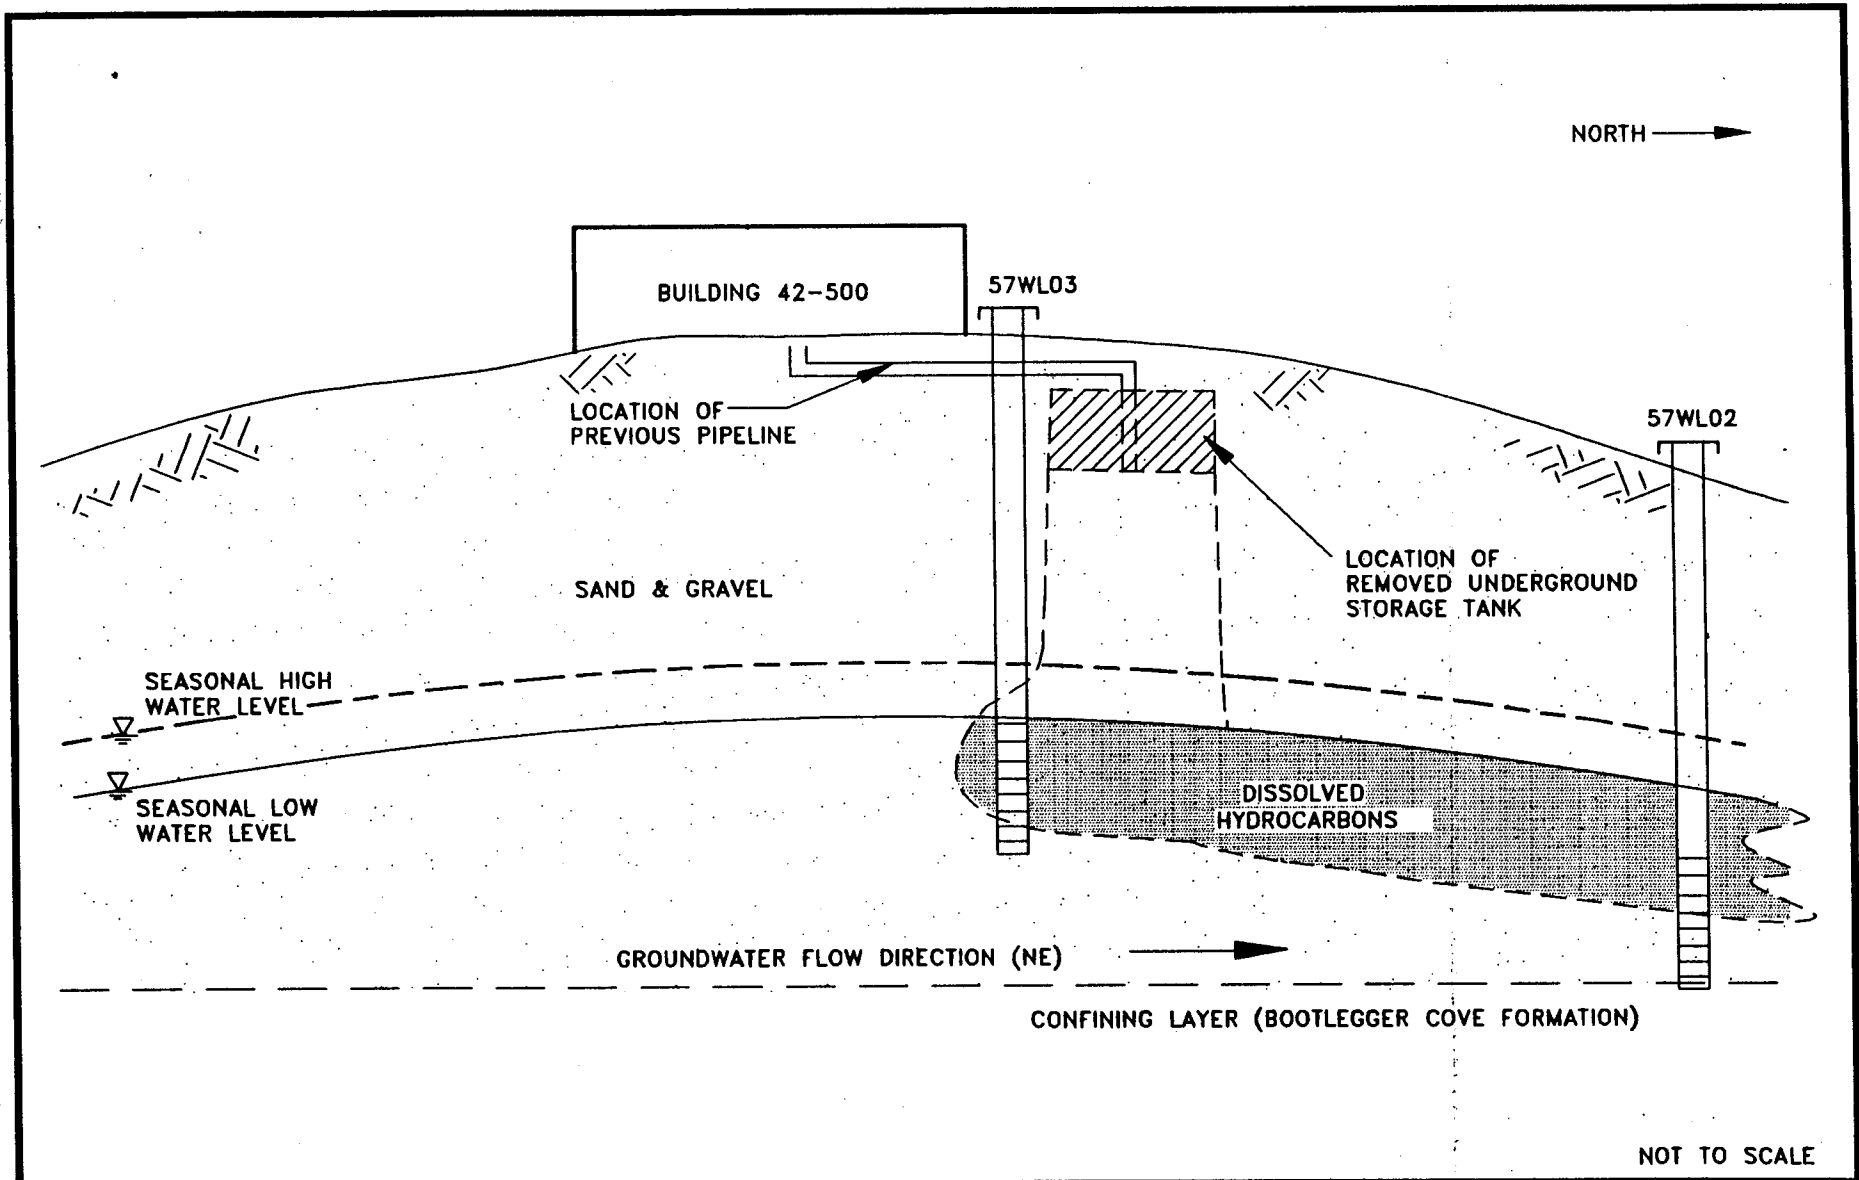 NORTH
BUILDING 42-500
57WL03
LOCATION OF
PREVIOUS PIPELINE
57WL02
LOCATION OF
REMOVED UNDERGROUND
STORAGE TANK
SAND & GRAVEL
SEASONAL HIGH
WATER LEVEL
SEASONAL LOW
WATER LEVEL
DISSOLVED
HYDROCARBONS
GROUNDWATER FLOW DIRECTION (NE)
CONFINING LAYER (BOOTLEGGER COVE FORMATION)
NOT TO SCALE